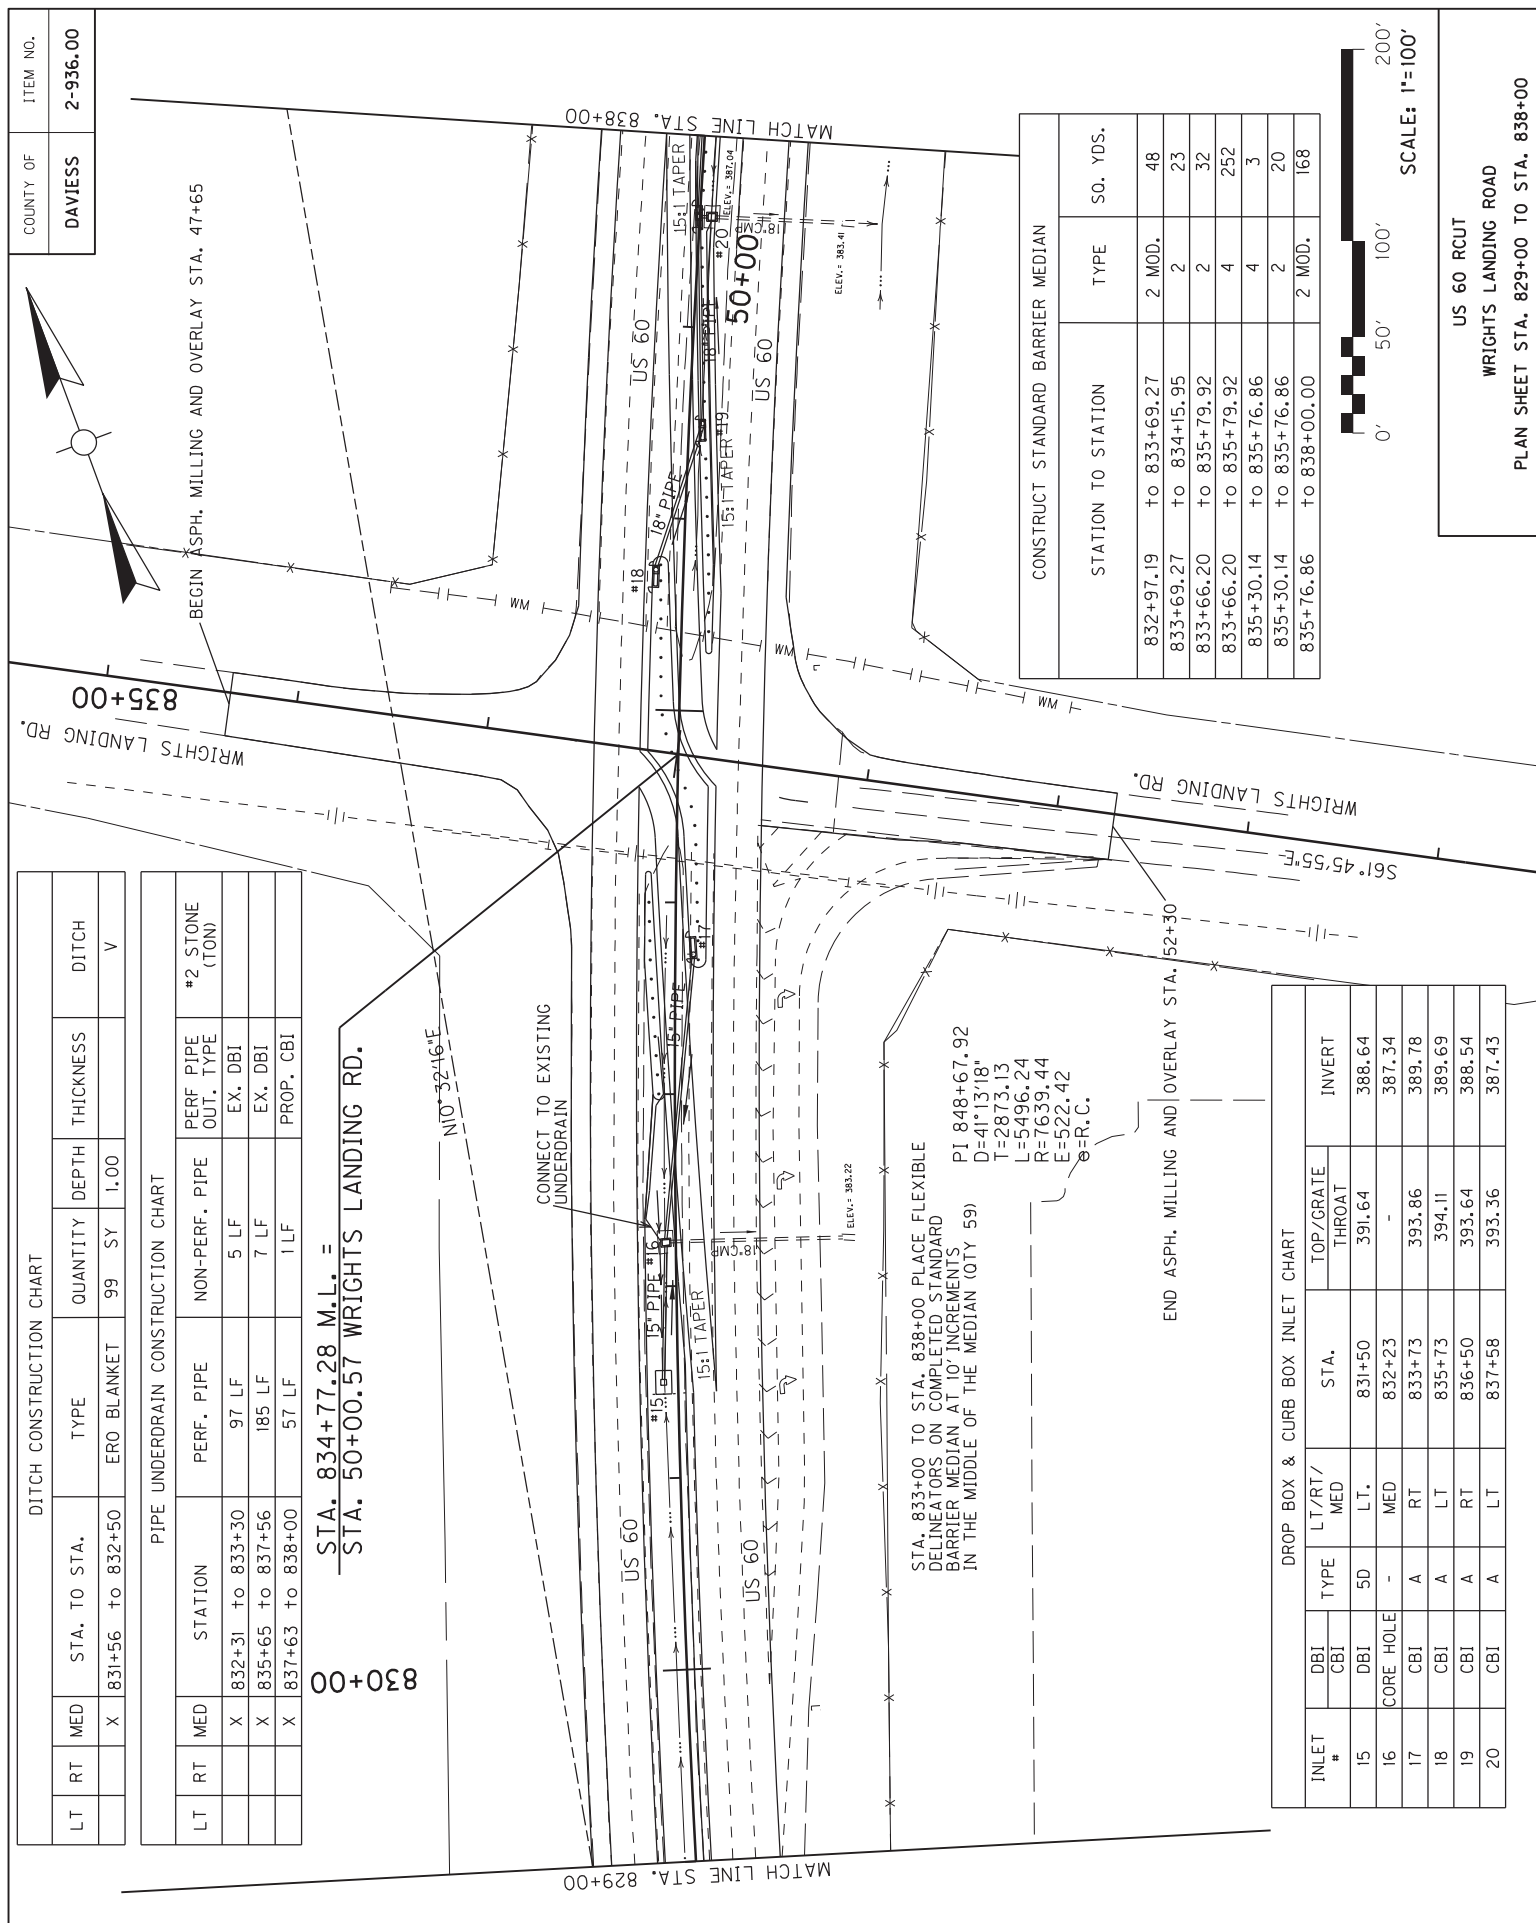 COUNTY OF ITEM NO.
DAVIESS 2-936.00
DITCH CONSTRUCTION CHART
LT RT MED STA. TO STA. TYPE QUANTITY DEPTH THICKNESS DITCH
X 831+56 to 832+50 ERO BLANKET 99 SY 1.00 V
PIPE UNDERDRAIN CONSTRUCTION CHART
LT RT MED STATION PERF. PIPE NON-PERF. PIPE PERF PIPE OUT. TYPE #2 STONE (TON)
X 832+31 to 833+30 97 LF 5 LF EX. DBI
X 835+65 to 837+56 185 LF 7 LF EX. DBI
X 837+63 to 838+00 57 LF 1 LF PROP. CBI
STA. 834+77.28 M.L. =
STA. 50+00.57 WRIGHTS LANDING RD.
830+00
835+00
50+00
N10°32'16"E
S61°45'55"E
WRIGHTS LANDING RD.
WRIGHTS LANDING RD.
BEGIN ASPH. MILLING AND OVERLAY STA. 47+65
END ASPH. MILLING AND OVERLAY STA. 52+30
CONNECT TO EXISTING
UNDERDRAIN
MATCH LINE STA. 829+00
MATCH LINE STA. 838+00
US 60
US 60
US 60
US 60
#15
15" PIPE
#16
15" PIPE
#17
#18
18" PIPE
#19
18" PIPE
#20
15:1 TAPER
15:1 TAPER
15:1 TAPER
18"CMP
18"CMP
ELEV.= 383.22
ELEV.= 387.04
ELEV.= 383.41
WM
WM
WM
STA. 833+00 TO STA. 838+00 PLACE FLEXIBLE
DELINEATORS ON COMPLETED STANDARD
BARRIER MEDIAN AT 10' INCREMENTS
IN THE MIDDLE OF THE MEDIAN (QTY 59)
PI 848+67.92
D=41°13'18"
T=2873.13
L=5496.24
R=7639.44
E=522.42
e=R.C.
CONSTRUCT STANDARD BARRIER MEDIAN
STATION TO STATION TYPE SQ. YDS.
832+97.19 to 833+69.27 2 MOD. 48
833+69.27 to 834+15.95 2 23
833+66.20 to 835+79.92 2 32
833+66.20 to 835+79.92 4 252
835+30.14 to 835+76.86 4 3
835+30.14 to 835+76.86 2 20
835+76.86 to 838+00.00 2 MOD. 168
DROP BOX & CURB BOX INLET CHART
INLET # DBI CBI TYPE LT/RT/ MED STA. TOP/GRATE THROAT INVERT
15 DBI 5D LT. 831+50 391.64 388.64
16 CORE HOLE - MED 832+23 - 387.34
17 CBI A RT 833+73 393.86 389.78
18 CBI A LT 835+73 394.11 389.69
19 CBI A RT 836+50 393.64 388.54
20 CBI A LT 837+58 393.36 387.43
0' 50' 100' 200'
SCALE: 1"=100'
US 60 RCUT
WRIGHTS LANDING ROAD
PLAN SHEET STA. 829+00 TO STA. 838+00